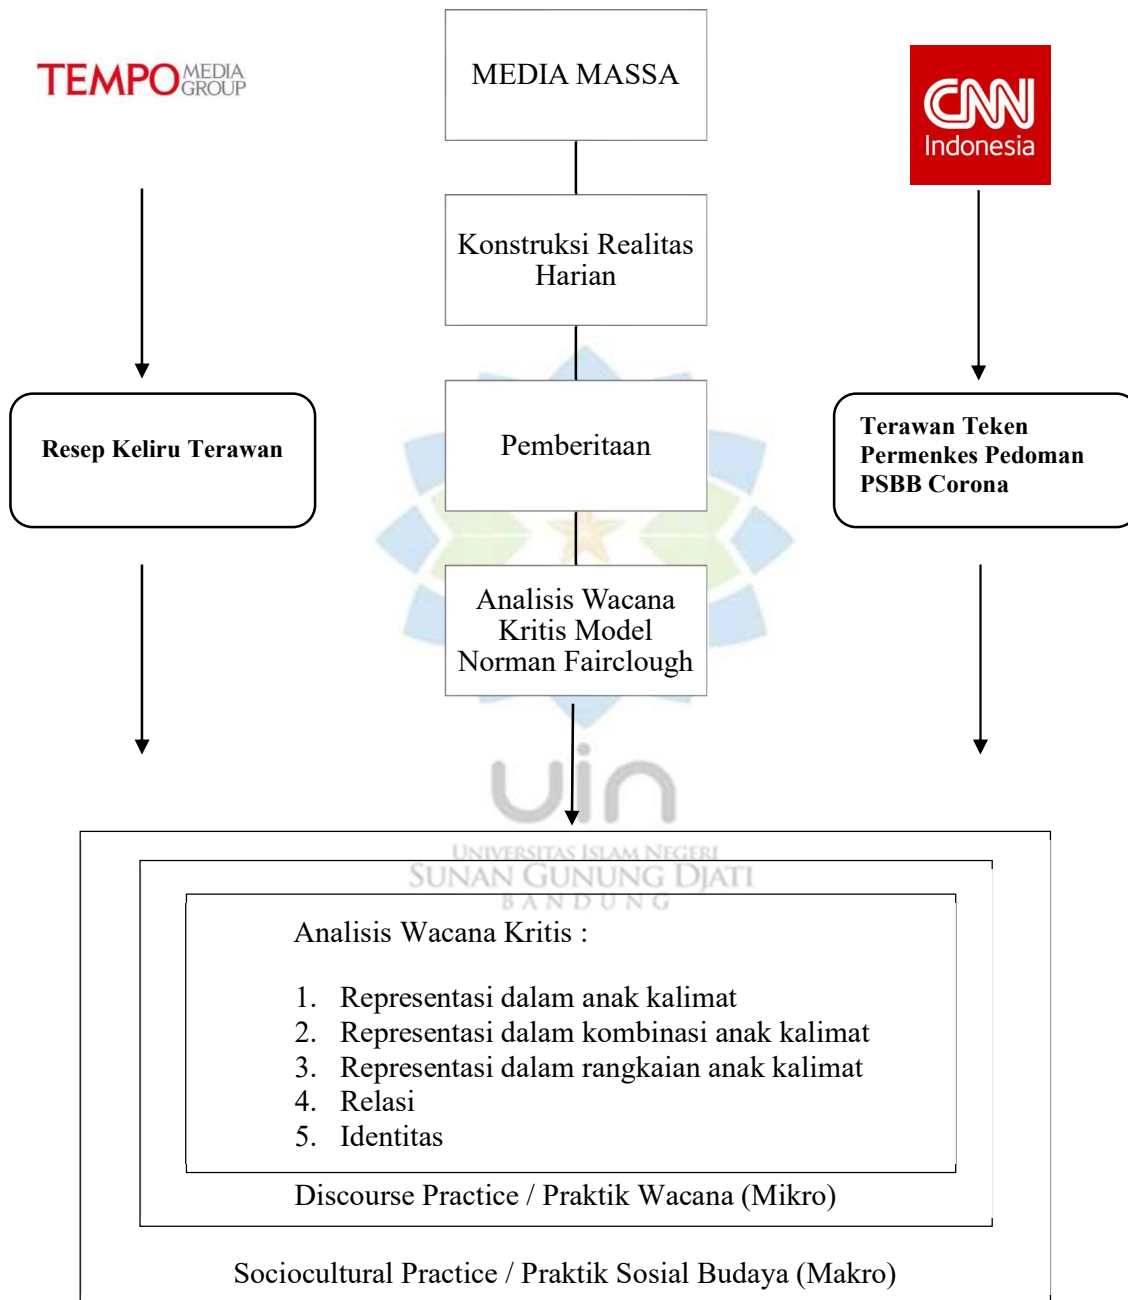 TEMPO MEDIA GROUP
MEDIA MASSA
CNN
Indonesia
Konstruksi Realitas
Harian
Resep Keliru Terawan
Pemberitaan
Terawan Teken
Permenkes Pedoman
PSBB Corona
Analisis Wacana
Kritis Model
Norman Fairclough
uin
UNIVERSITAS ISLAM NEGERI
SUNAN GUNUNG DJATI
BANDUNG
Analisis Wacana Kritis :
1. Representasi dalam anak kalimat
2. Representasi dalam kombinasi anak kalimat
3. Representasi dalam rangkaian anak kalimat
4. Relasi
5. Identitas
Discourse Practice / Praktik Wacana (Mikro)
Sociocultural Practice / Praktik Sosial Budaya (Makro)